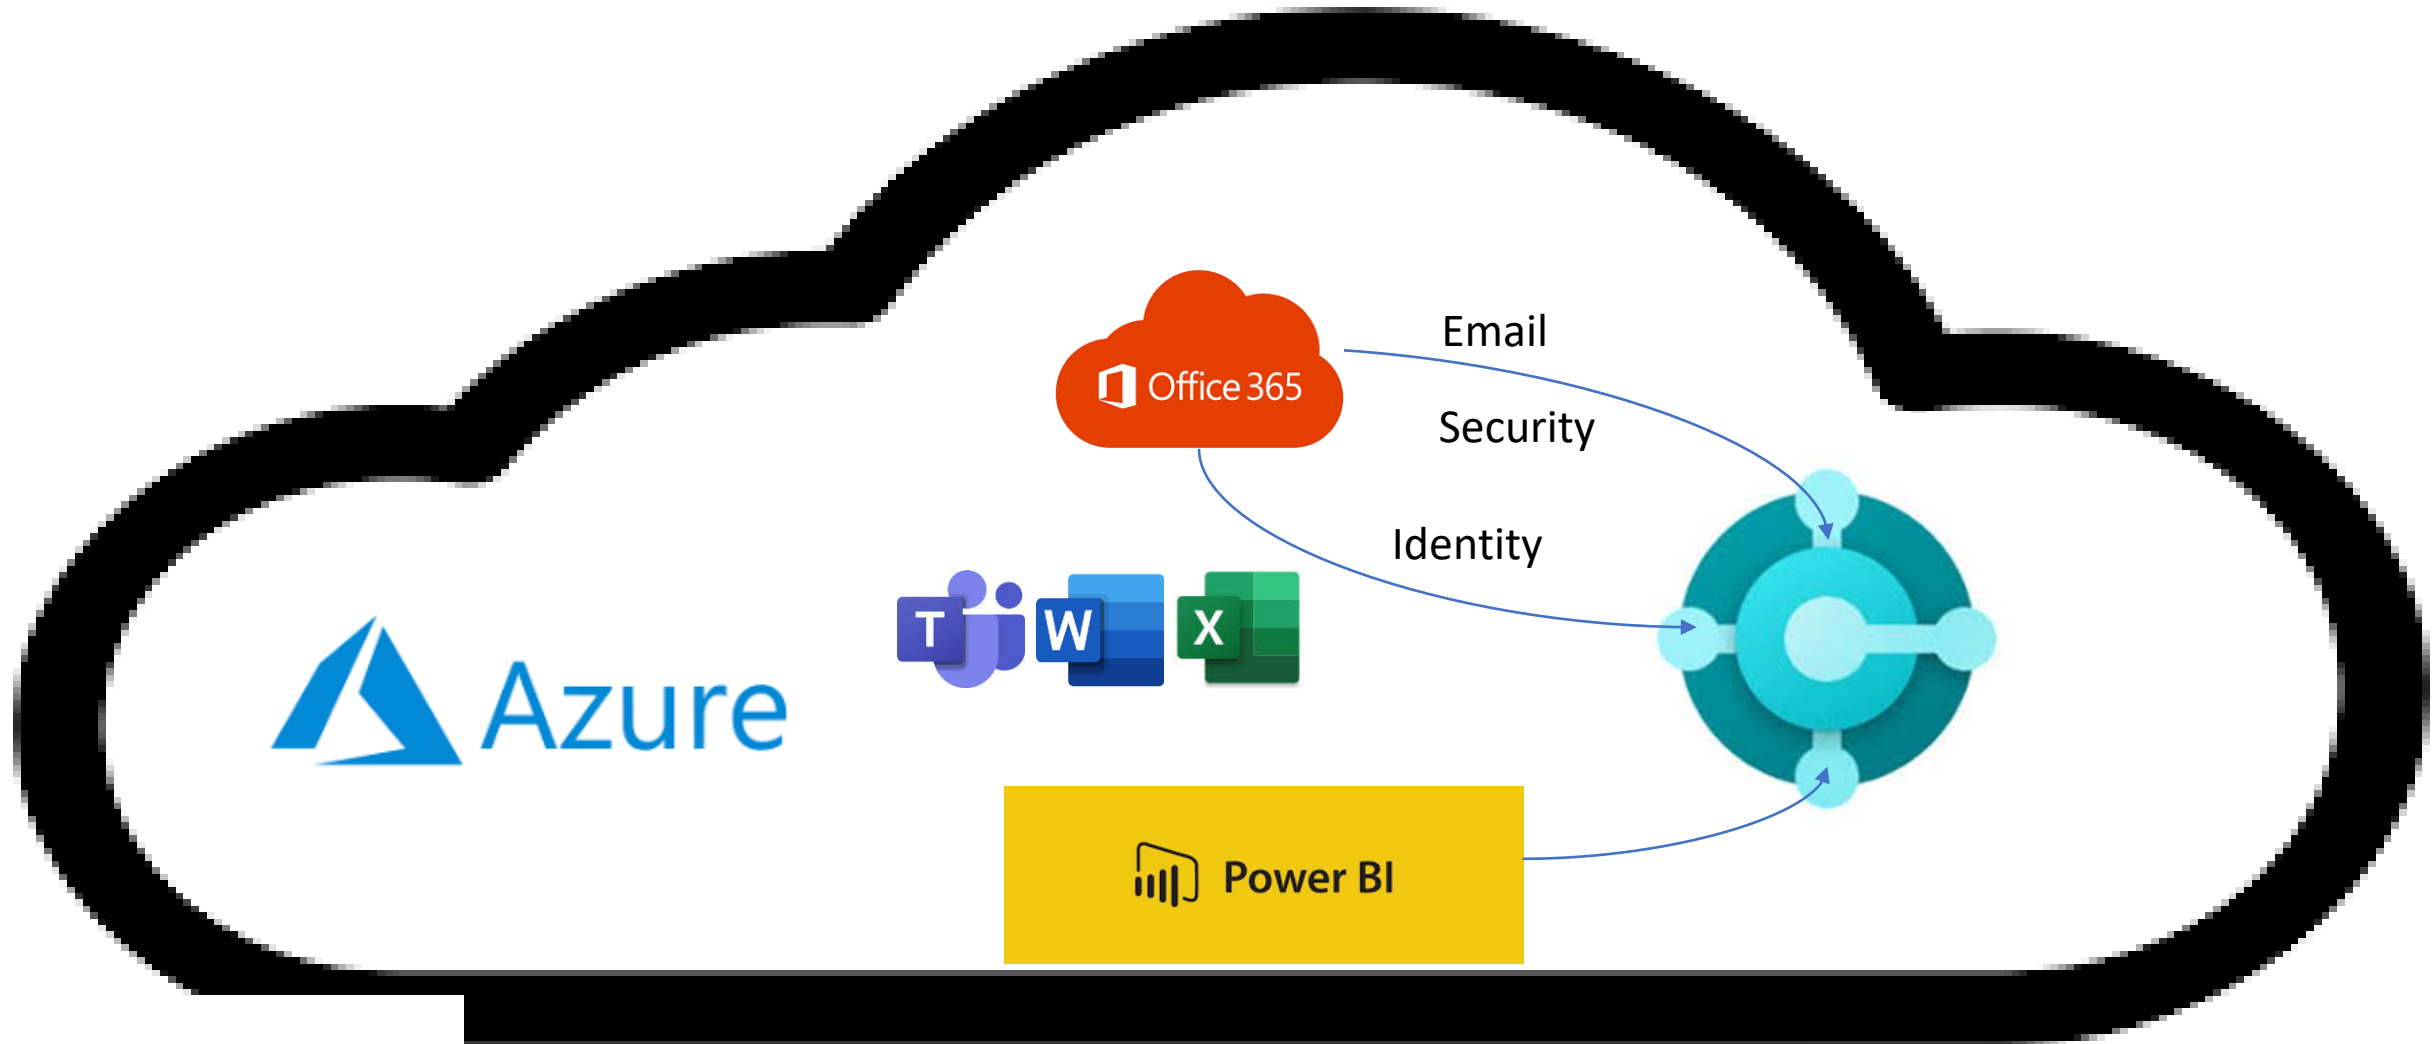 Email
Office 365
Security
Identity
T W X
Azure
Power BI